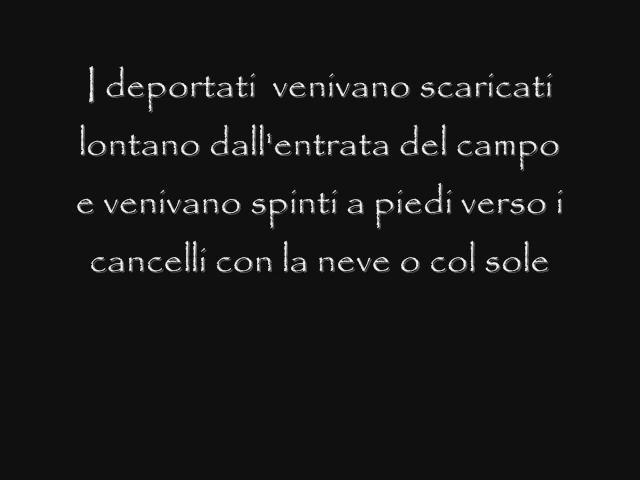 I deportati venivano scaricati
lontano dall'entrata del campo
e venivano spinti a piedi verso i
cancelli con la neve o col sole